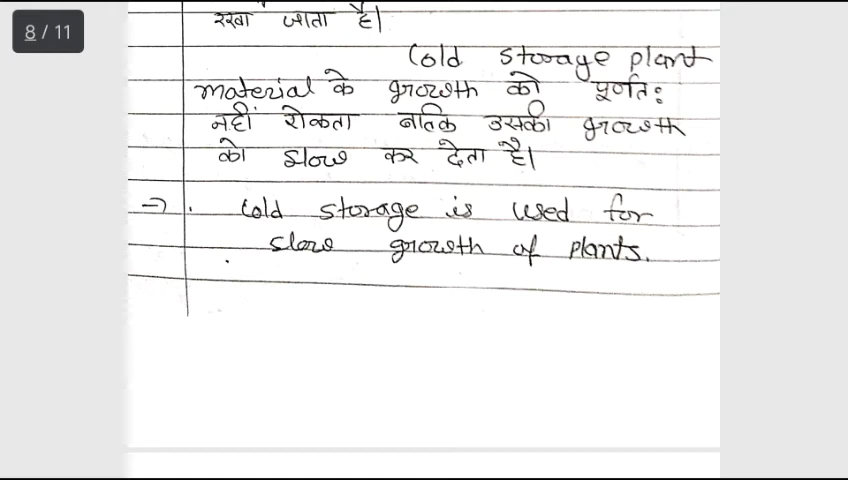 8 / 11
रखा जाता है।
Cold storage plant
material के growth को पूर्णतः
नहीं रोकता बल्कि उसकी growth
को slow कर देता है।
⇒ . Cold storage is used for
slow growth of plants.